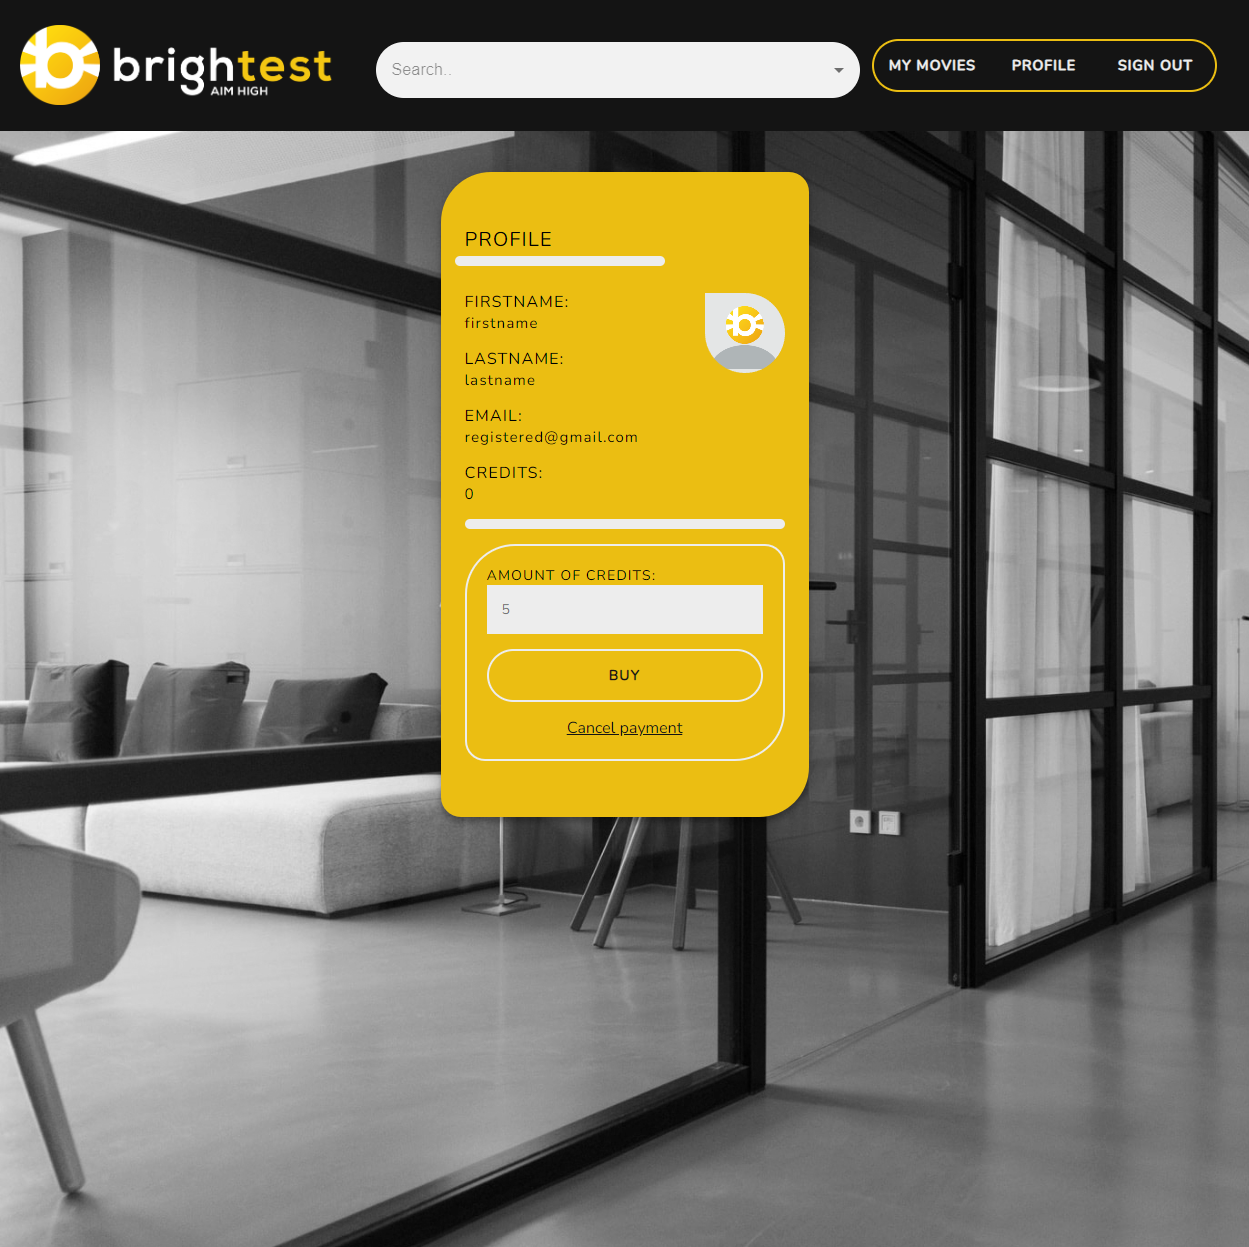 brightest
AIM HIGH
Search..
MY MOVIES PROFILE SIGN OUT
PROFILE
FIRSTNAME:
firstname
LASTNAME:
lastname
EMAIL:
registered@gmail.com
CREDITS:
0
AMOUNT OF CREDITS:
5
BUY
Cancel payment